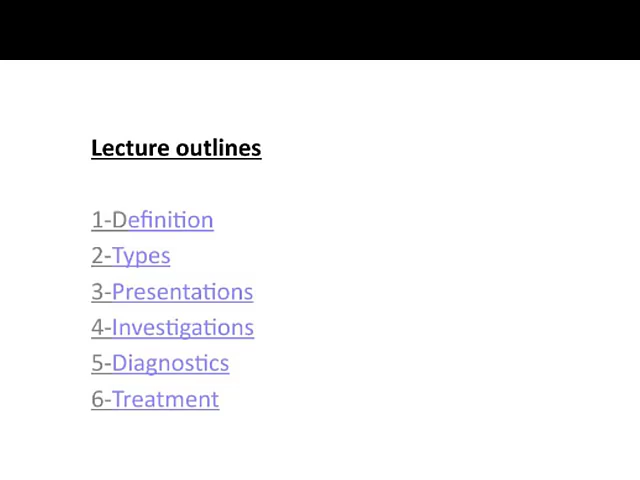 Lecture outlines
1-Definition
2-Types
3-Presentations
4-Investigations
5-Diagnostics
6-Treatment